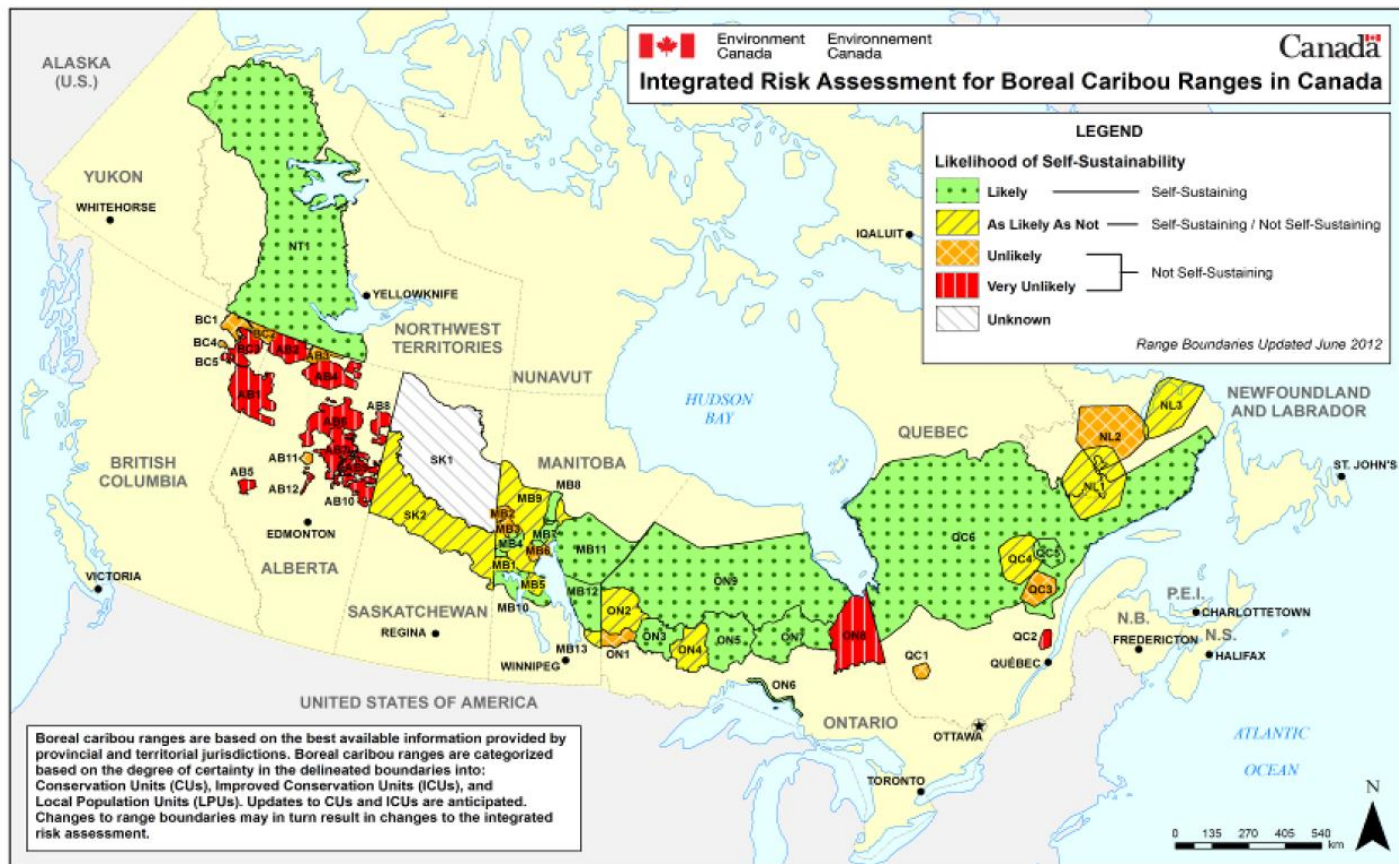 Environment Canada
Environnement Canada
Canada
Integrated Risk Assessment for Boreal Caribou Ranges in Canada
LEGEND
Likelihood of Self-Sustainability
Likely Self-Sustaining
As Likely As Not Self-Sustaining / Not Self-Sustaining
Unlikely
Not Self-Sustaining
Very Unlikely
Unknown
Range Boundaries Updated June 2012
ALASKA
(U.S.)
YUKON
WHITEHORSE
NT1
YELLOWKNIFE
NORTHWEST
TERRITORIES
NUNAVUT
IQALUIT
HUDSON
BAY
BC1
BC2
BC3
BC4
BC5
AB2
AB3
AB4
AB1
AB8
AB6
AB7
AB11
AB5
AB12
AB10
BRITISH
COLUMBIA
EDMONTON
ALBERTA
VICTORIA
SK1
SK2
SASKATCHEWAN
REGINA
MANITOBA
MB8
MB9
MB2
MB3
MB4
MB7
MB6
MB1
MB5
MB10
MB11
MB12
MB13
WINNIPEG
ON9
ON2
ON1
ON3
ON4
ON5
ON7
ON8
ON6
ONTARIO
OTTAWA
TORONTO
QUEBEC
QC6
QC4
QC5
QC3
QC2
QC1
QUÉBEC
NL3
NL2
NL1
NEWFOUNDLAND
AND LABRADOR
ST. JOHN'S
P.E.I.
CHARLOTTETOWN
N.B.
FREDERICTON
N.S.
HALIFAX
UNITED STATES OF AMERICA
ATLANTIC
OCEAN
Boreal caribou ranges are based on the best available information provided by
provincial and territorial jurisdictions. Boreal caribou ranges are categorized
based on the degree of certainty in the delineated boundaries into:
Conservation Units (CUs), Improved Conservation Units (ICUs), and
Local Population Units (LPUs). Updates to CUs and ICUs are anticipated.
Changes to range boundaries may in turn result in changes to the integrated
risk assessment.
N
0 135 270 405 540
km